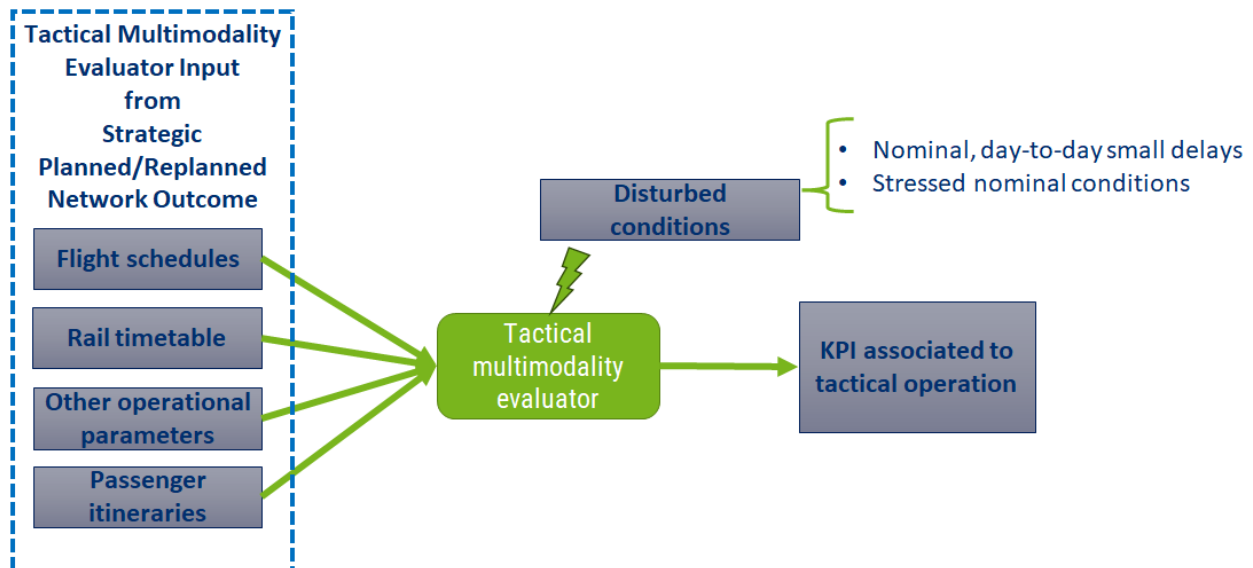 Tactical Multimodality
Evaluator Input
from
Strategic
Planned/Replanned
Network Outcome
Flight schedules
Rail timetable
Other operational
parameters
Passenger
itineraries
Disturbed
conditions
• Nominal, day-to-day small delays
• Stressed nominal conditions
Tactical
multimodality
evaluator
KPI associated to
tactical operation